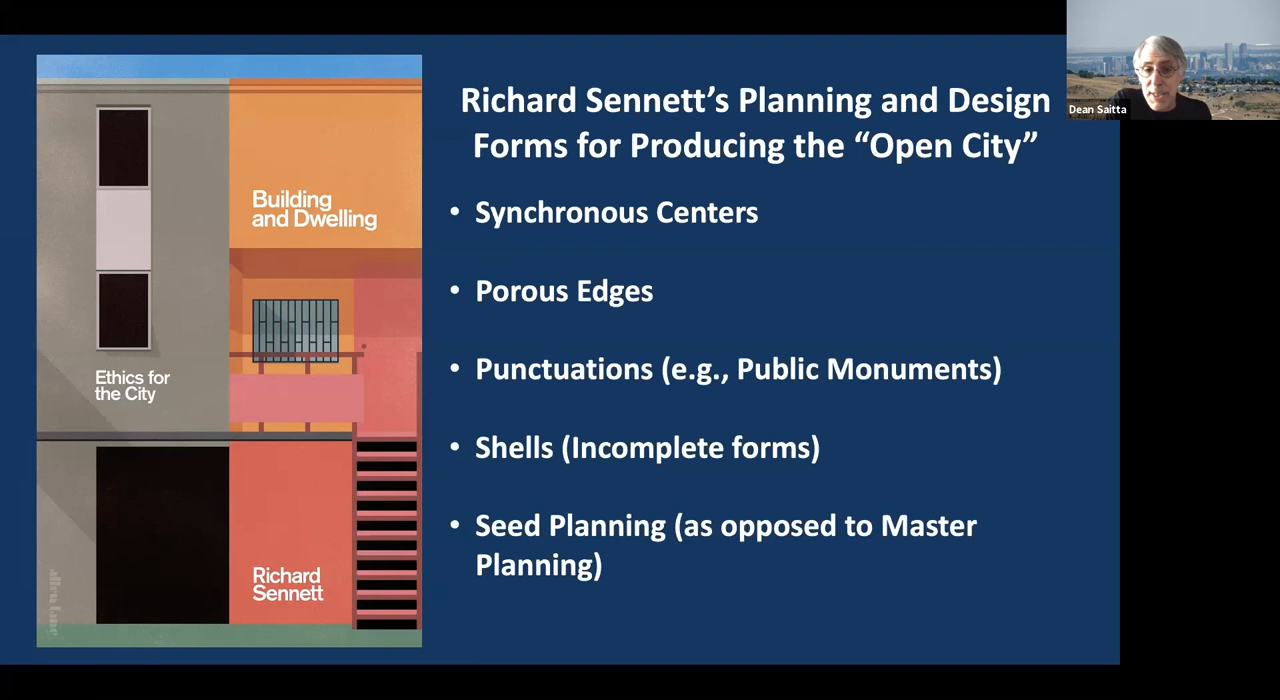 Richard Sennett’s Planning and Design
Forms for Producing the “Open City”
• Synchronous Centers
• Porous Edges
• Punctuations (e.g., Public Monuments)
• Shells (Incomplete forms)
• Seed Planning (as opposed to Master
Planning)
Building
and Dwelling
Ethics for
the City
Richard
Sennett
Dean Saitta